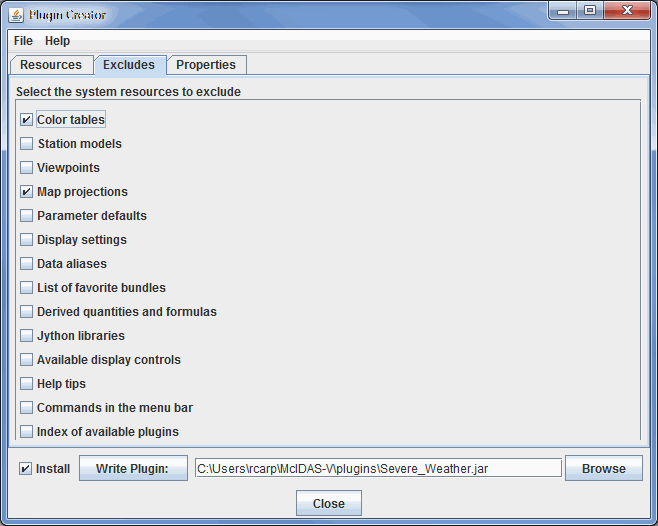 Plugin Creator
File Help
Resources Excludes Properties
Select the system resources to exclude
Color tables
Station models
Viewpoints
Map projections
Parameter defaults
Display settings
Data aliases
List of favorite bundles
Derived quantities and formulas
Jython libraries
Available display controls
Help tips
Commands in the menu bar
Index of available plugins
Install Write Plugin: C:\Users\rcarp\McIDAS-V\plugins\Severe_Weather.jar Browse
Close